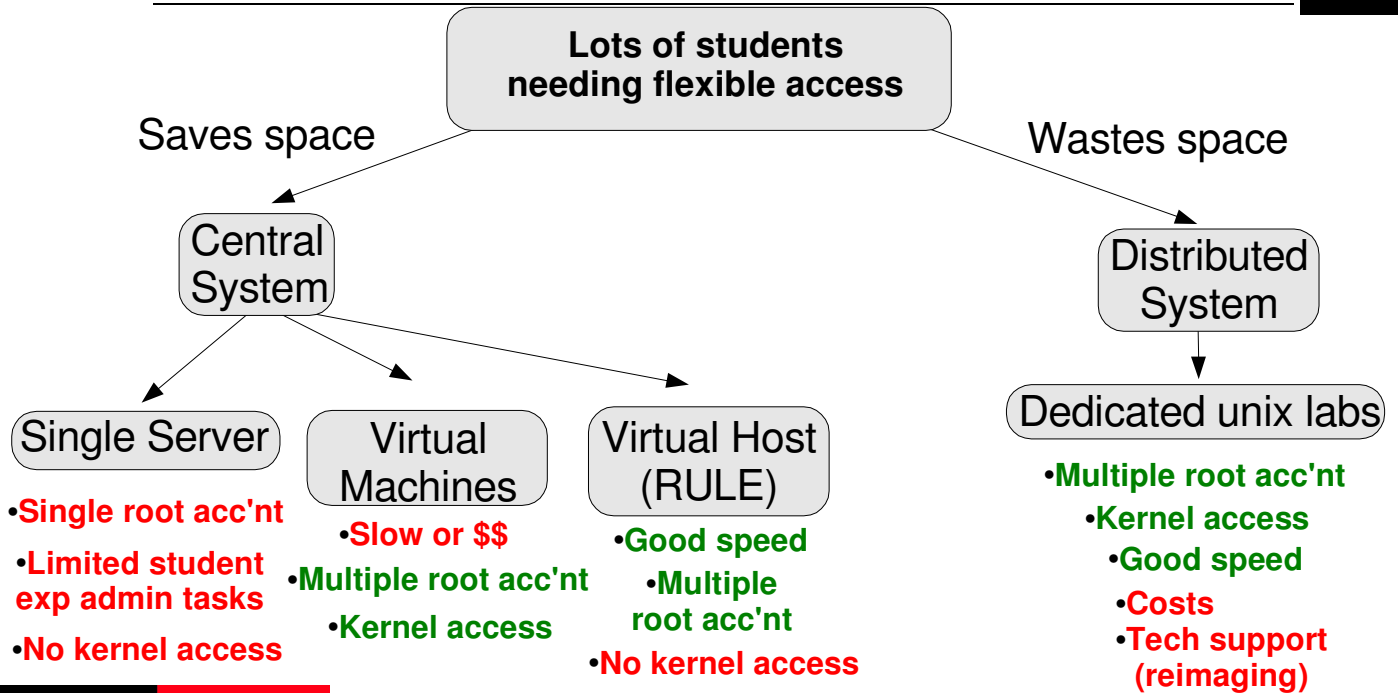 Lots of students
needing flexible access
Saves space
Wastes space
Central
System
Distributed
System
Single Server
•Single root acc'nt
•Limited student
exp admin tasks
•No kernel access
Virtual
Machines
•Slow or $$
•Multiple root acc'nt
•Kernel access
Virtual Host
(RULE)
•Good speed
•Multiple
root acc'nt
•No kernel access
Dedicated unix labs
•Multiple root acc'nt
•Kernel access
•Good speed
•Costs
•Tech support
(reimaging)